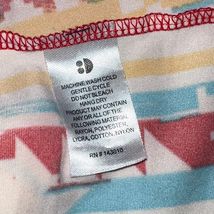 MACHINE WASH COLD
GENTLE CYCLE
DO NOT BLEACH
HANG DRY
PRODUCT MAY CONTAIN
ANY OR ALL OF THE
FOLLOWING MATERIAL:
RAYON, POLYESTER,
LYCRA, COTTON, NYLON
RN # 143010